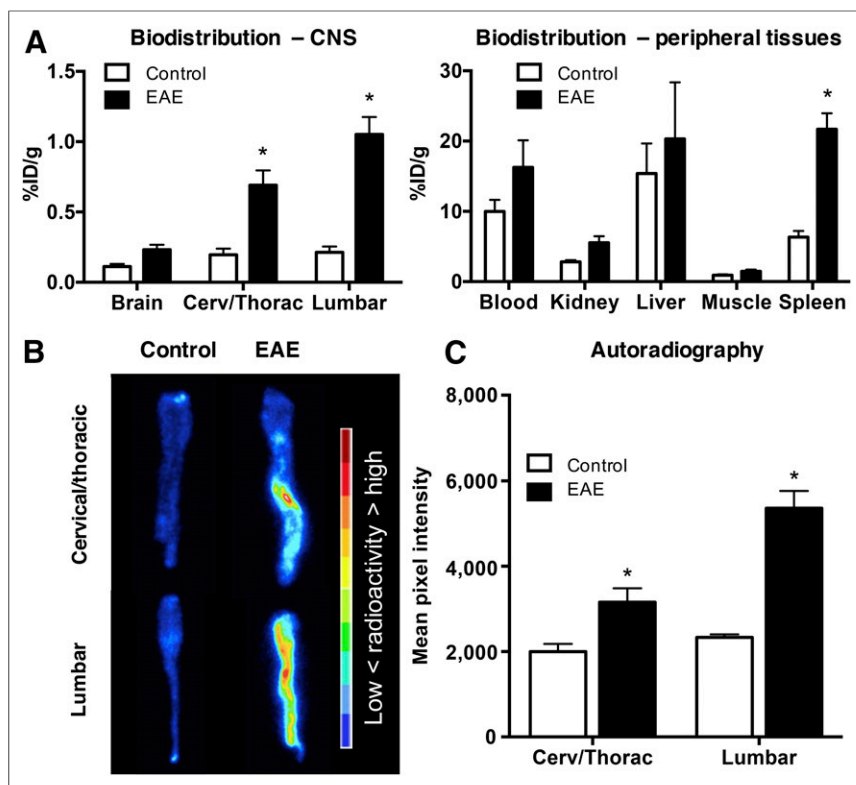 A
Biodistribution – CNS
Control
EAE
%ID/g
1.5
1.0
0.5
0.0
*
*
Brain Cerv/Thorac Lumbar
Biodistribution – peripheral tissues
Control
EAE
%ID/g
30
20
10
0
*
Blood Kidney Liver Muscle Spleen
B
Control EAE
Cervical/thoracic
Lumbar
Low < radioactivity > high
C
Autoradiography
Control
EAE
Mean pixel intensity
8,000
6,000
4,000
2,000
0
*
*
Cerv/Thorac Lumbar